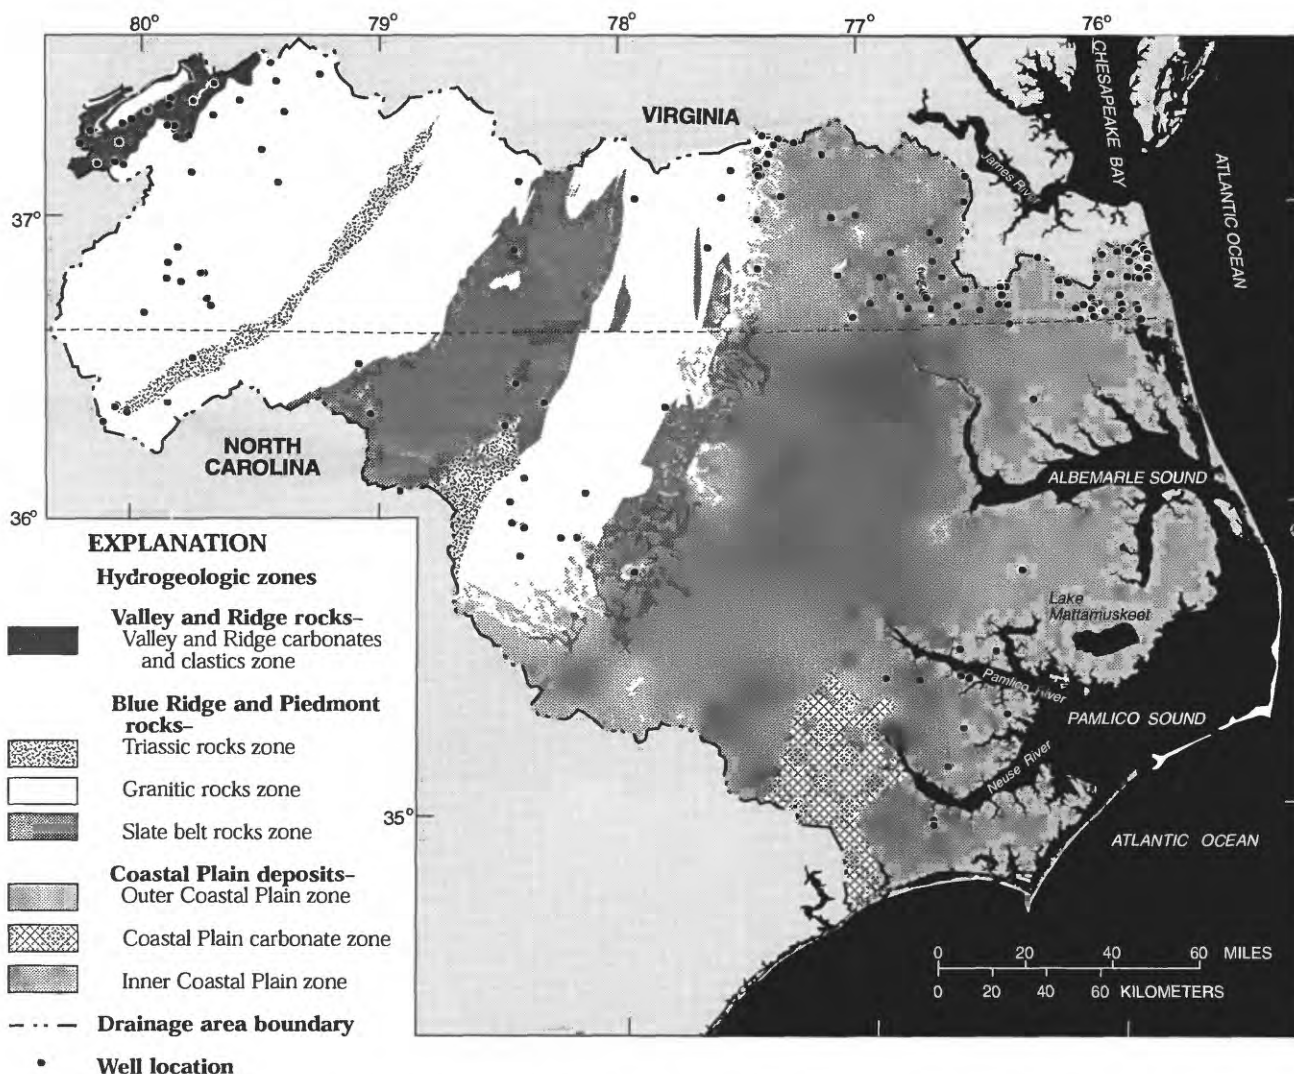 80° 79° 78° 77° 76°
VIRGINIA
CHESAPEAKE BAY
ATLANTIC OCEAN
James River
37°
NORTH
CAROLINA
ALBEMARLE SOUND
36°
Lake
Mattamuskeet
Pamlico River
PAMLICO SOUND
Neuse River
35°
ATLANTIC OCEAN
EXPLANATION
Hydrogeologic zones
Valley and Ridge rocks–
Valley and Ridge carbonates
and clastics zone
Blue Ridge and Piedmont
rocks–
Triassic rocks zone
Granitic rocks zone
Slate belt rocks zone
Coastal Plain deposits–
Outer Coastal Plain zone
Coastal Plain carbonate zone
Inner Coastal Plain zone
Drainage area boundary
Well location
0 20 40 60 MILES
0 20 40 60 KILOMETERS